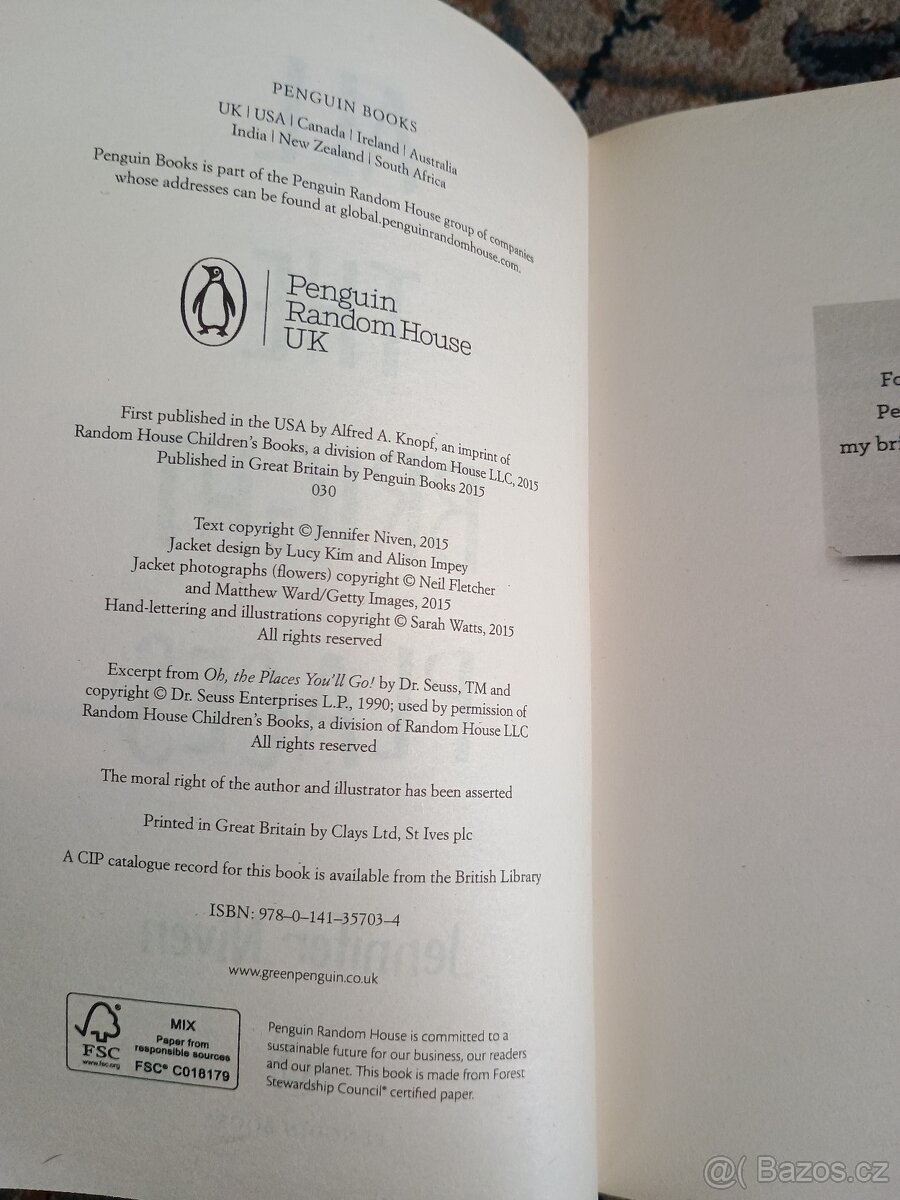 PENGUIN BOOKS
UK | USA | Canada | Ireland | Australia
India | New Zealand | South Africa
Penguin Books is part of the Penguin Random House group of companies
whose addresses can be found at global.penguinrandomhouse.com.
Penguin
Random House
UK
First published in the USA by Alfred A. Knopf, an imprint of
Random House Children's Books, a division of Random House LLC, 2015
Published in Great Britain by Penguin Books 2015
030
Text copyright © Jennifer Niven, 2015
Jacket design by Lucy Kim and Alison Impey
Jacket photographs (flowers) copyright © Neil Fletcher
and Matthew Ward/Getty Images, 2015
Hand-lettering and illustrations copyright © Sarah Watts, 2015
All rights reserved
Excerpt from Oh, the Places You'll Go! by Dr. Seuss, TM and
copyright © Dr. Seuss Enterprises L.P., 1990; used by permission of
Random House Children's Books, a division of Random House LLC
All rights reserved
The moral right of the author and illustrator has been asserted
Printed in Great Britain by Clays Ltd, St Ives plc
A CIP catalogue record for this book is available from the British Library
ISBN: 978–0–141–35703–4
www.greenpenguin.co.uk
FSC
www.fsc.org
MIX
Paper from
responsible sources
FSC® C018179
Penguin Random House is committed to a
sustainable future for our business, our readers
and our planet. This book is made from Forest
Stewardship Council® certified paper.
Fo
Pe
my bri
@( Bazos.cz